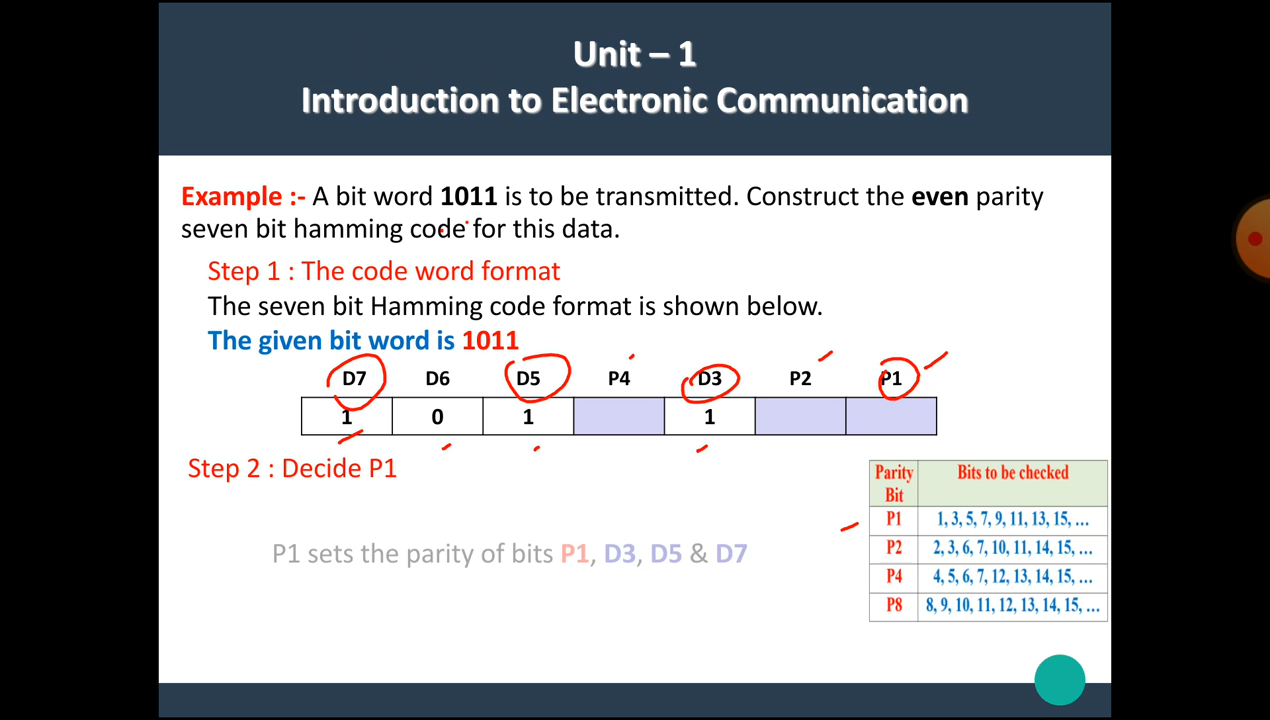 Unit – 1
Introduction to Electronic Communication
Example :- A bit word 1011 is to be transmitted. Construct the even parity
seven bit hamming code for this data.
Step 1 : The code word format
The seven bit Hamming code format is shown below.
The given bit word is 1011
D7 D6 D5 P4 D3 P2 P1
1 0 1 1
Step 2 : Decide P1
P1 sets the parity of bits P1, D3, D5 & D7
Parity Bit Bits to be checked
P1 1, 3, 5, 7, 9, 11, 13, 15, ...
P2 2, 3, 6, 7, 10, 11, 14, 15, ...
P4 4, 5, 6, 7, 12, 13, 14, 15, ...
P8 8, 9, 10, 11, 12, 13, 14, 15, ...